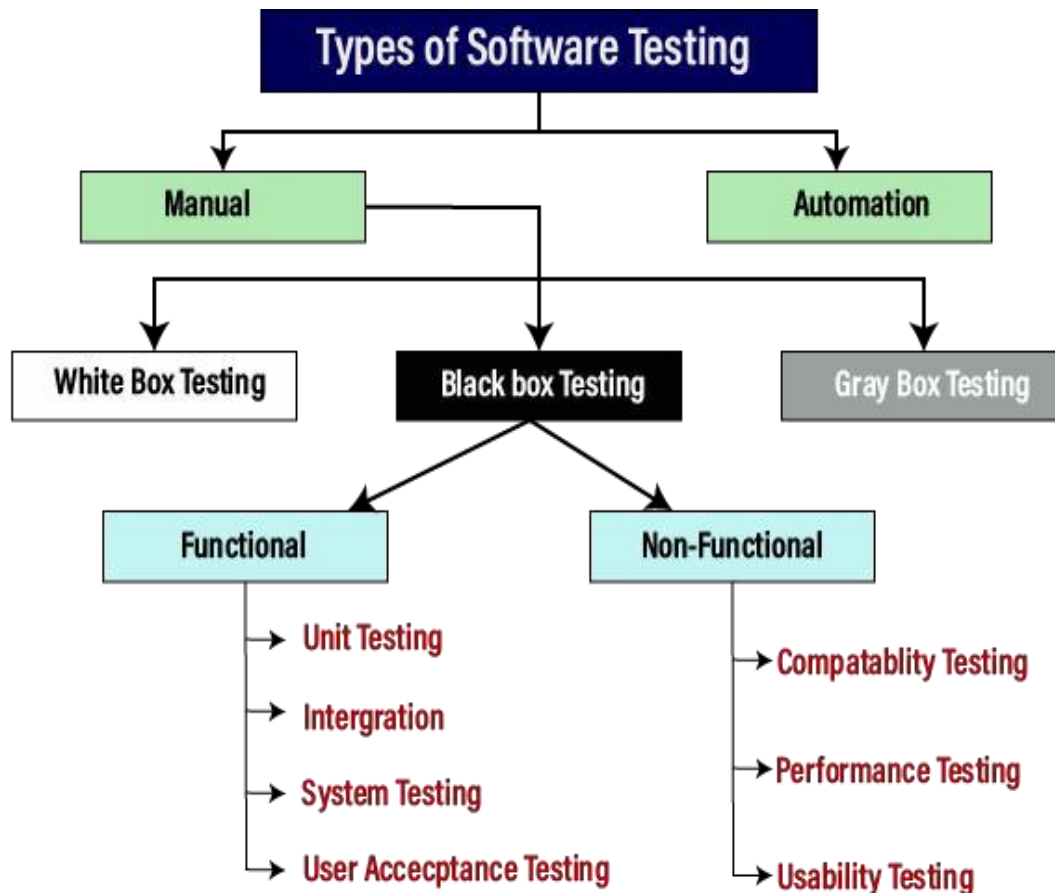 Types of Software Testing
Manual
Automation
White Box Testing
Black box Testing
Gray Box Testing
Functional
Non-Functional
Unit Testing
Intergration
System Testing
User Accecptance Testing
Compatablity Testing
Performance Testing
Usability Testing